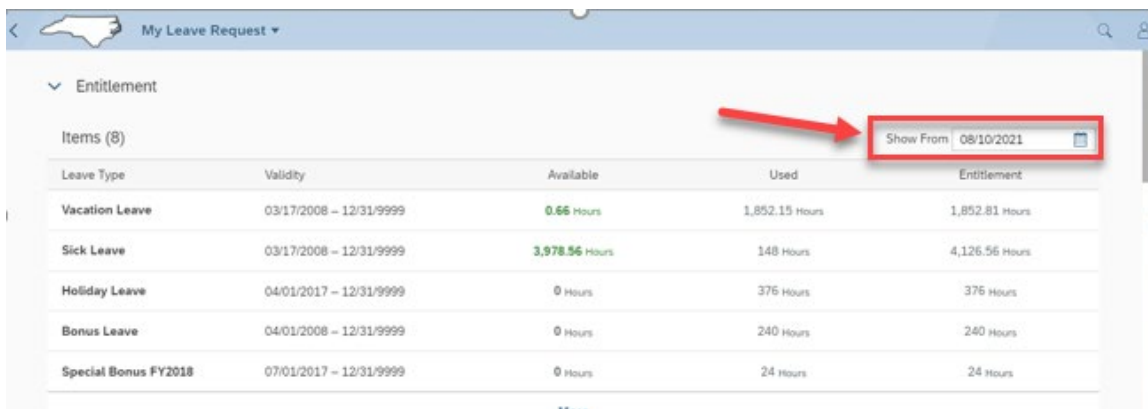 My Leave Request
Entitlement
Items (8)
Show From 08/10/2021
Leave Type Validity Available Used Entitlement
Vacation Leave 03/17/2008 – 12/31/9999 0.66 Hours 1,852.15 Hours 1,852.81 Hours
Sick Leave 03/17/2008 – 12/31/9999 3,978.56 Hours 148 Hours 4,126.56 Hours
Holiday Leave 04/01/2017 – 12/31/9999 0 Hours 376 Hours 376 Hours
Bonus Leave 04/01/2008 – 12/31/9999 0 Hours 240 Hours 240 Hours
Special Bonus FY2018 07/01/2017 – 12/31/9999 0 Hours 24 Hours 24 Hours